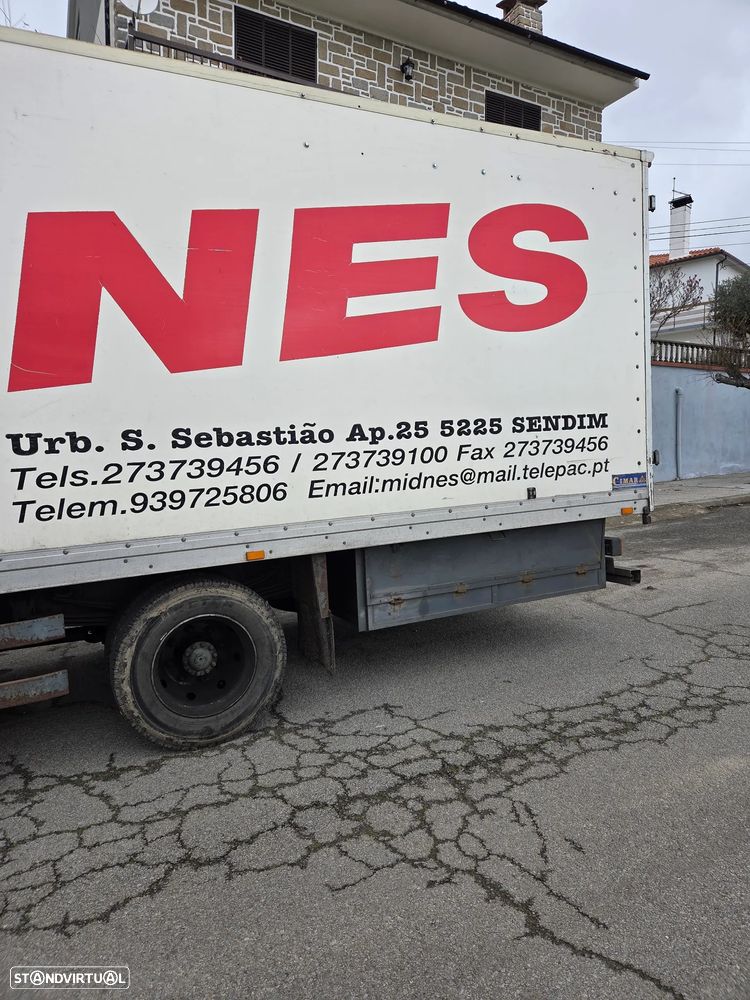 NES
Urb. S. Sebastião Ap.25 5225 SENDIM
Tels.273739456 / 273739100 Fax 273739456
Telem.939725806 Email:midnes@mail.telepac.pt
CIMAR
STANDVIRTUAL